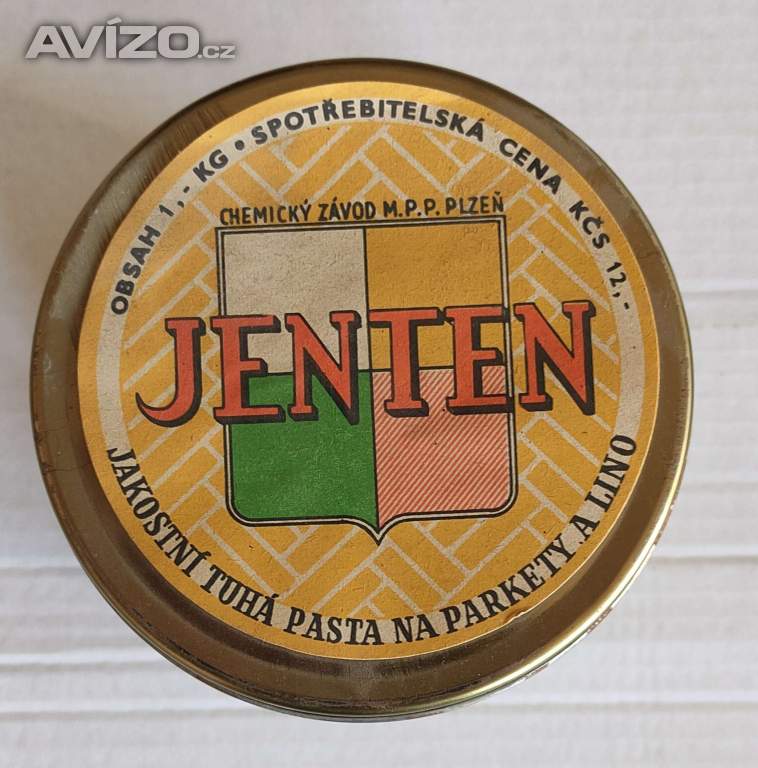 AVÍZO.cz
OBSAH 1,- KG • SPOTŘEBITELSKÁ CENA KČS 12,-
CHEMICKÝ ZÁVOD M.P.P. PLZEŇ
JENTEN
JAKOSTNÍ TUHÁ PASTA NA PARKETY A LINO